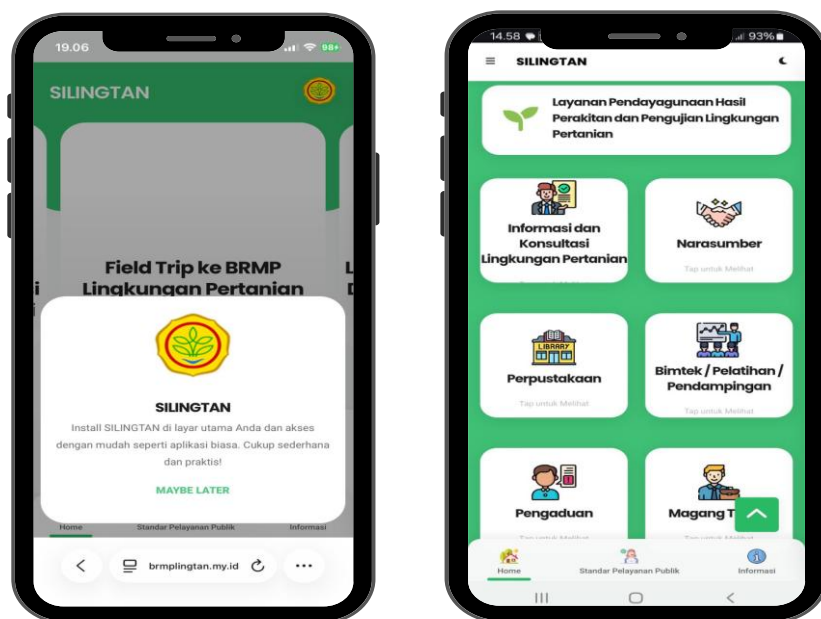 19.06
98+
SILINGTAN
Field Trip ke BRMP
Lingkungan Pertanian
SILINGTAN
Install SILINGTAN di layar utama Anda dan akses
dengan mudah seperti aplikasi biasa. Cukup sederhana
dan praktis!
MAYBE LATER
Home
Standar Pelayanan Publik
Informasi
brmplingtan.my.id
14.58
93%
SILINGTAN
Layanan Pendayagunaan Hasil
Perakitan dan Pengujian Lingkungan
Pertanian
Informasi dan
Konsultasi
Lingkungan Pertanian
Narasumber
Tap untuk Melihat
LIBRARY
Perpustakaan
Tap untuk Melihat
Bimtek / Pelatihan /
Pendampingan
Tap untuk Melihat
Pengaduan
Magang T
Home
Standar Pelayanan Publik
Informasi